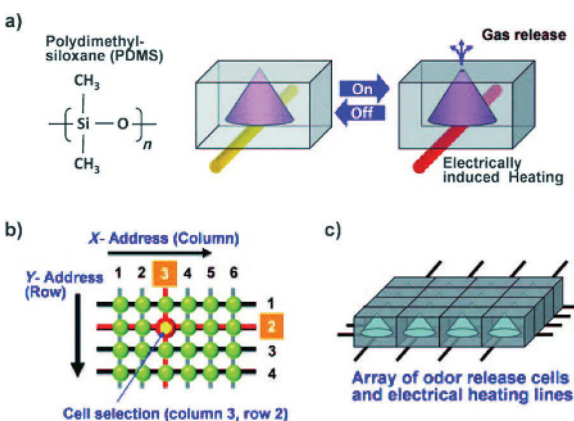 a)
Polydimethyl-
siloxane (PDMS)
CH₃
Si O
n
CH₃
On
Off
Gas release
Electrically
induced Heating
b)
X- Address (Column)
Y- Address
(Row)
1 2 3 4 5 6
1
2
3
4
Cell selection (column 3, row 2)
c)
Array of odor release cells
and electrical heating lines